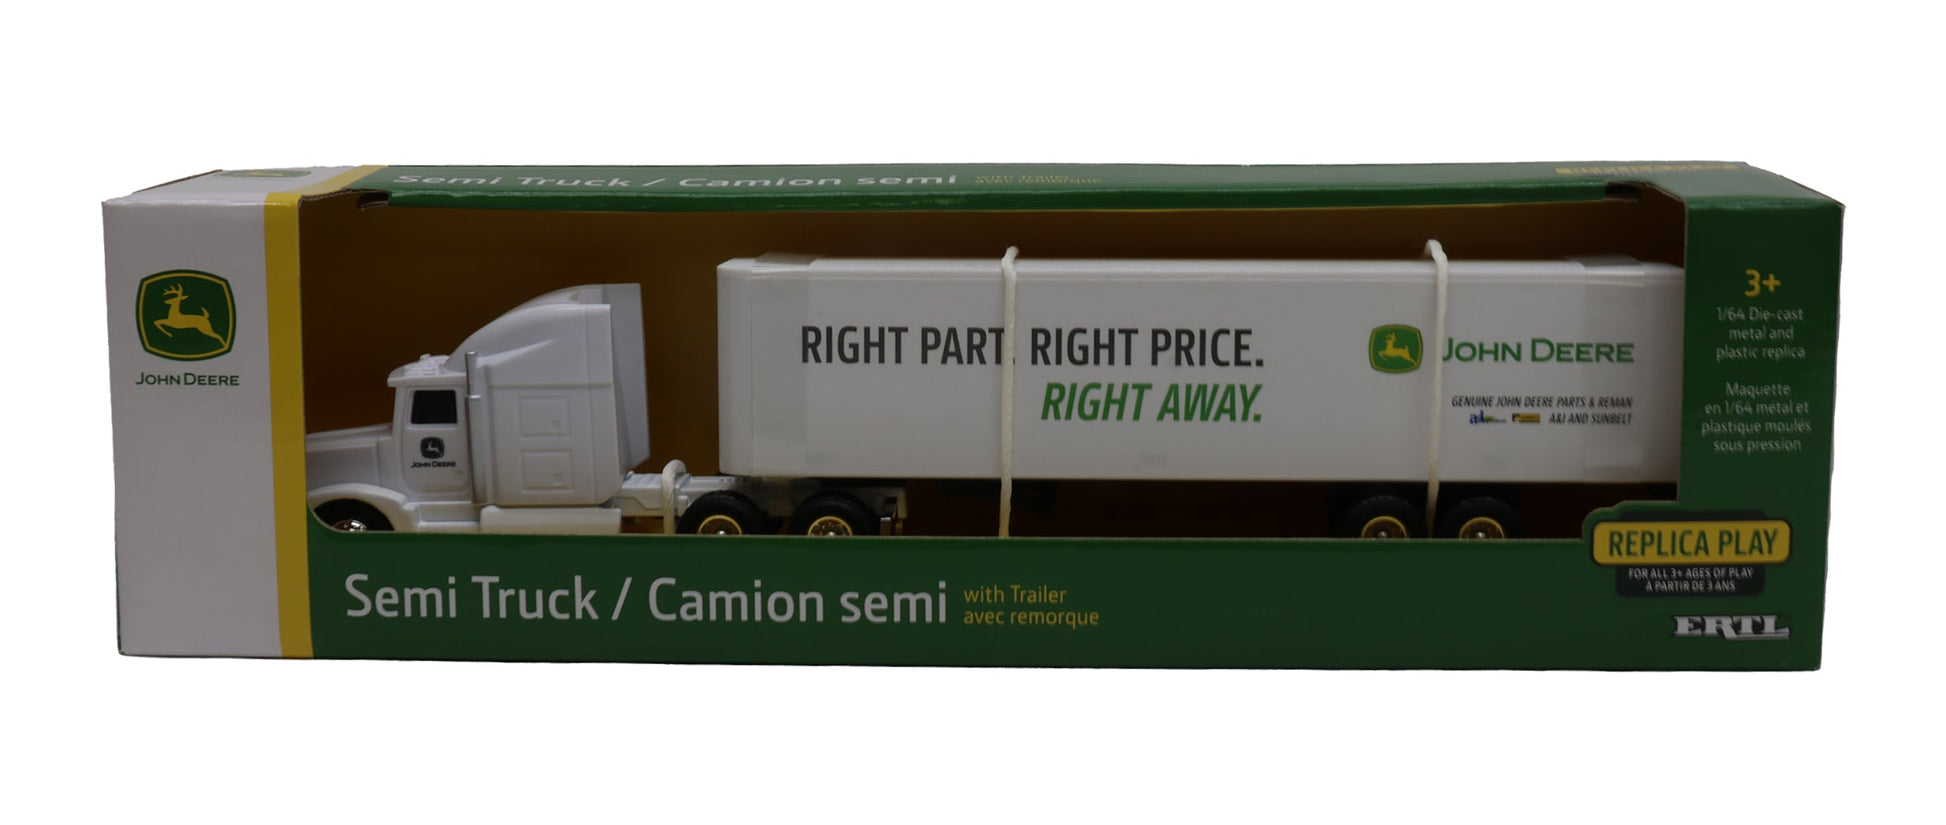 Semi Truck / Camion semi
with Trailer
avec remorque
JOHN DEERE
JOHN DEERE
RIGHT PART. RIGHT PRICE.
RIGHT AWAY.
JOHN DEERE
GENUINE JOHN DEERE PARTS & REMAN
A&I AND SUNBELT
3+
1/64 Die-cast
metal and
plastic replica
Maquette
en 1/64 métal et
plastique moulés
sous pression
REPLICA PLAY
FOR ALL 3+ AGES OF PLAY
À PARTIR DE 3 ANS
ERTL
Semi Truck / Camion semi
with Trailer
avec remorque